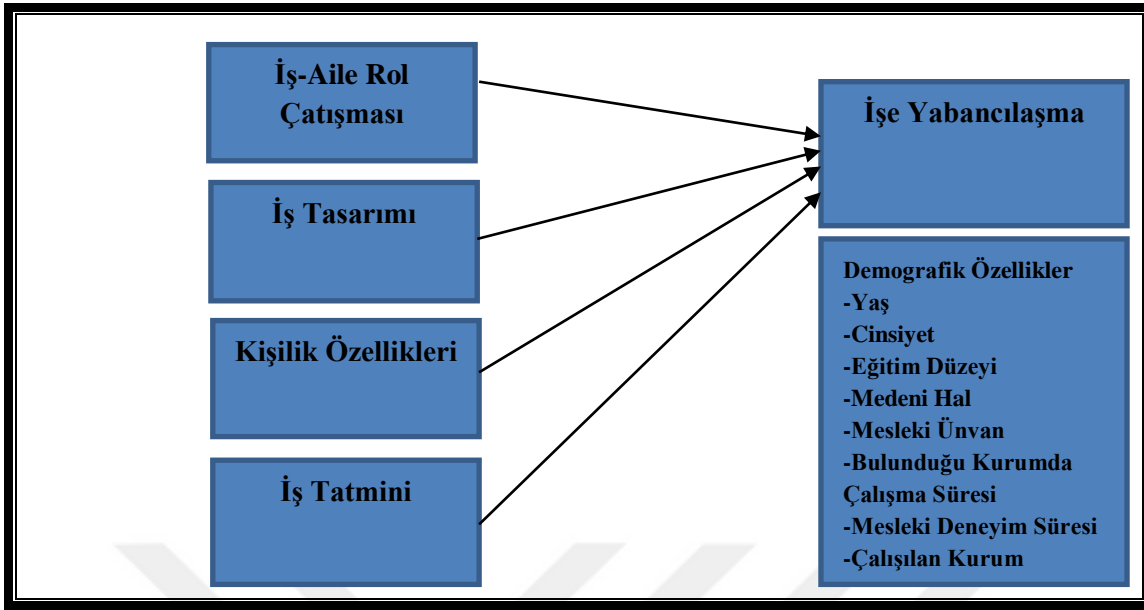 İş-Aile Rol
Çatışması
İş Tasarımı
Kişilik Özellikleri
İş Tatmini
İşe Yabancılaşma
Demografik Özellikler
-Yaş
-Cinsiyet
-Eğitim Düzeyi
-Medeni Hal
-Mesleki Ünvan
-Bulunduğu Kurumda
Çalışma Süresi
-Mesleki Deneyim Süresi
-Çalışılan Kurum